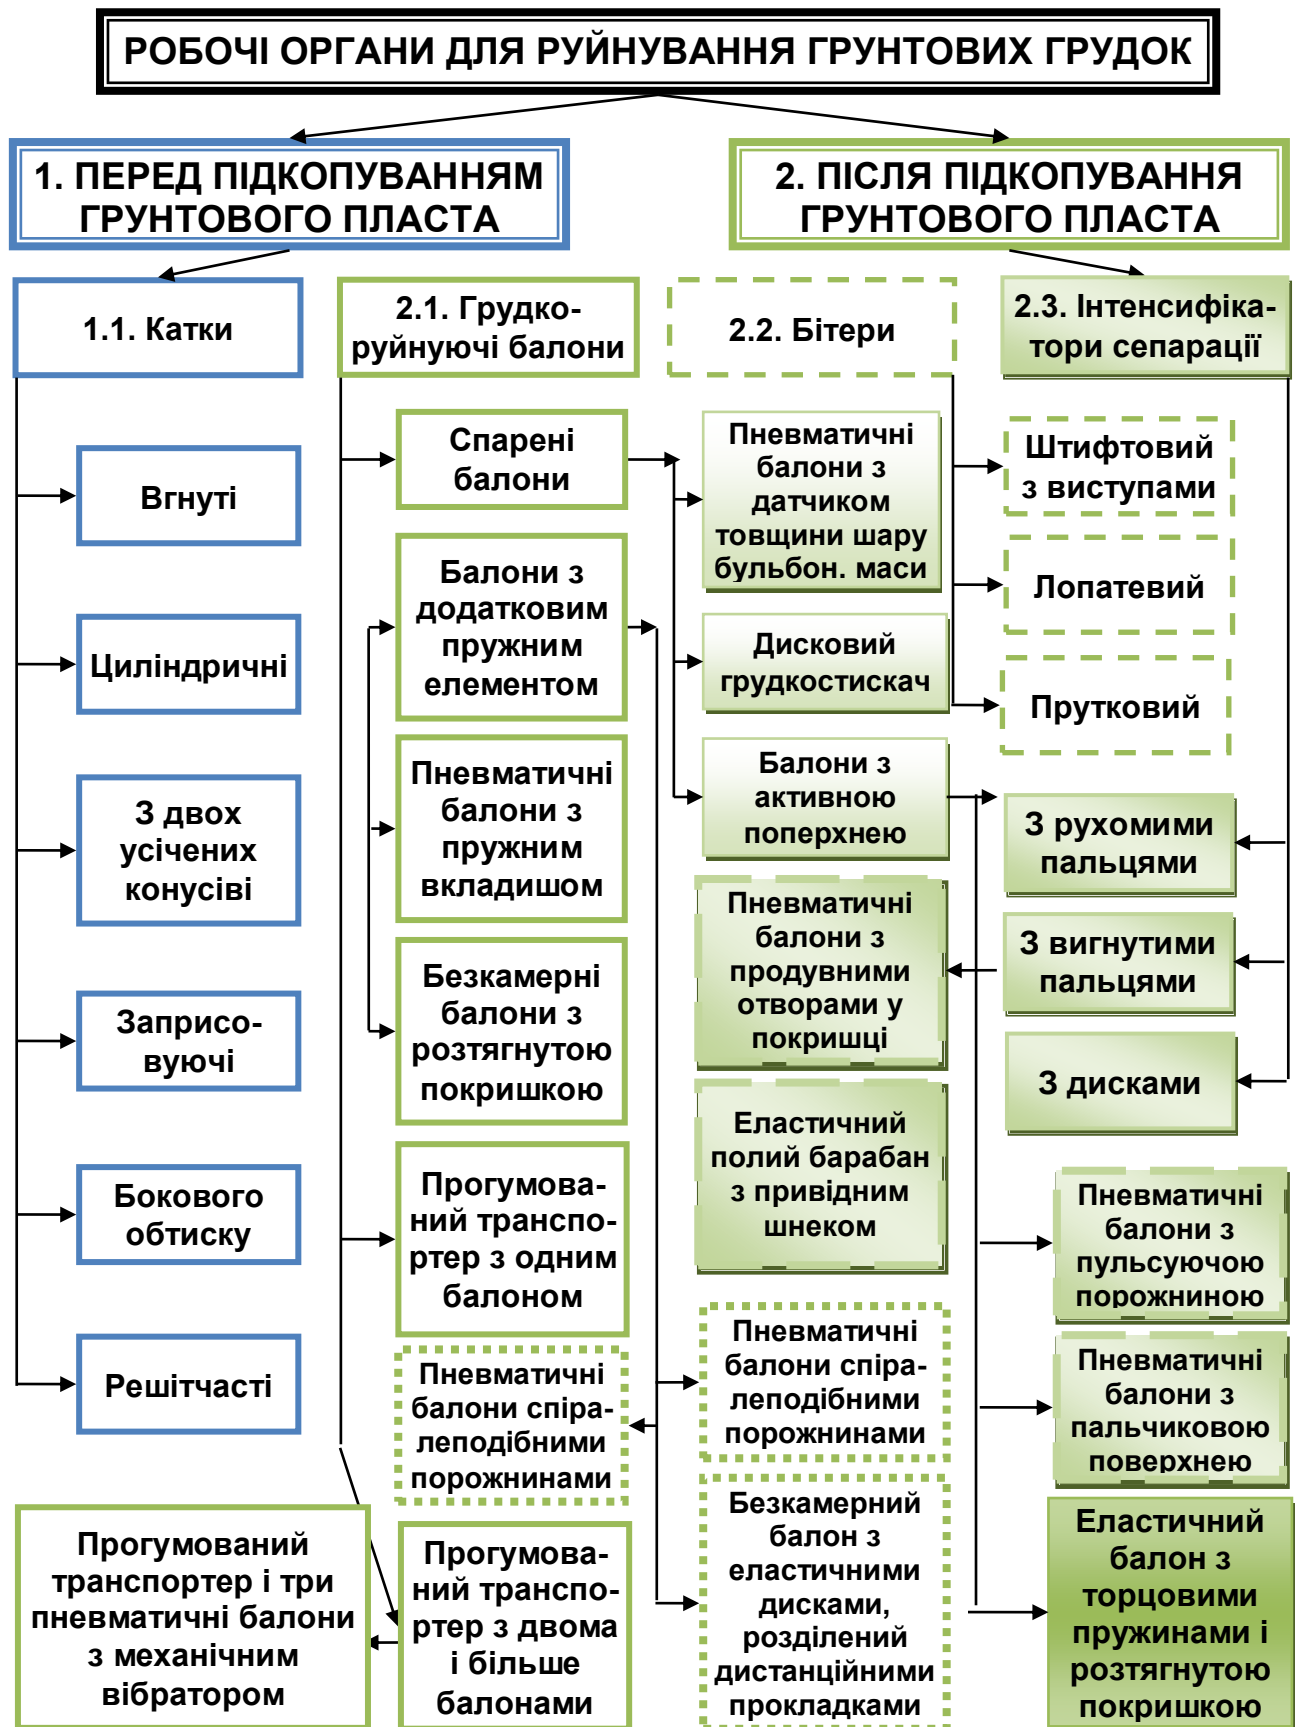 РОБОЧІ ОРГАНИ ДЛЯ РУЙНУВАННЯ ГРУНТОВИХ ГРУДОК
1. ПЕРЕД ПІДКОПУВАННЯМ
ГРУНТОВОГО ПЛАСТА
2. ПІСЛЯ ПІДКОПУВАННЯ
ГРУНТОВОГО ПЛАСТА
1.1. Катки
2.1. Грудко-
руйнуючі балони
2.2. Бітери
2.3. Інтенсифіка-
тори сепарації
Вгнуті
Циліндричні
З двох
усічених
конусіві
Заприсо-
вуючі
Бокового
обтиску
Решітчасті
Спарені
балони
Балони з
додатковим
пружним
елементом
Пневматичні
балони з
пружним
вкладишом
Безкамерні
балони з
розтягнутою
покришкою
Прогумова-
ний транспо-
ртер з одним
балоном
Пневматичні
балони спіра-
леподібними
порожнинами
Прогумова-
ний транспо-
ртер з двома
і більше
балонами
Прогумований
транспортер і три
пневматичні балони
з механічним
вібратором
Пневматичні
балони з
датчиком
товщини шару
бульбон. маси
Дисковий
грудкостискач
Балони з
активною
поперхнею
Пневматичні
балони з
продувними
отворами у
покришці
Еластичний
полий барабан
з привідним
шнеком
Пневматичні
балони спіра-
леподібними
порожнинами
Безкамерний
балон з
еластичними
дисками,
розділений
дистанційними
прокладками
Штифтовий
з виступами
Лопатевий
Прутковий
З рухомими
пальцями
З вигнутими
пальцями
З дисками
Пневматичні
балони з
пульсуючою
порожниною
Пневматичні
балони з
пальчиковою
поверхнею
Еластичний
балон з
торцовими
пружинами і
розтягнутою
покришкою